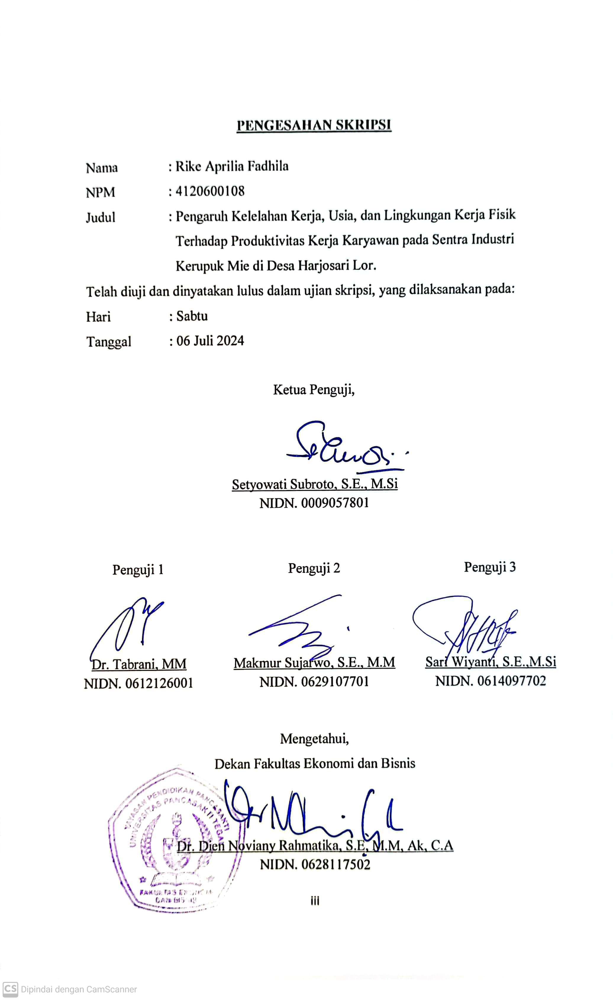 PENGESAHAN SKRIPSI
Nama : Rike Aprilia Fadhila
NPM : 4120600108
Judul : Pengaruh Kelelahan Kerja, Usia, dan Lingkungan Kerja Fisik
Terhadap Produktivitas Kerja Karyawan pada Sentra Industri
Kerupuk Mie di Desa Harjosari Lor.
Telah diuji dan dinyatakan lulus dalam ujian skripsi, yang dilaksanakan pada:
Hari : Sabtu
Tanggal : 06 Juli 2024
Ketua Penguji,
Setyowati Subroto, S.E., M.Si
NIDN. 0009057801
Penguji 1 Penguji 2 Penguji 3
Dr. Tabrani, MM Makmur Sujarwo, S.E., M.M Sari Wiyanti, S.E.,M.Si
NIDN. 0612126001 NIDN. 0629107701 NIDN. 0614097702
Mengetahui,
Dekan Fakultas Ekonomi dan Bisnis
YAYASAN PENDIDIKAN PANCASAKTI
UNIVERSITAS PANCASAKTI TEGAL
Dr. Dien Noviany Rahmatika, S.E, M.M, Ak, C.A
NIDN. 0628117502
FAKULTAS EKONOMI
DAN BISNIS
iii
CS Dipindai dengan CamScanner